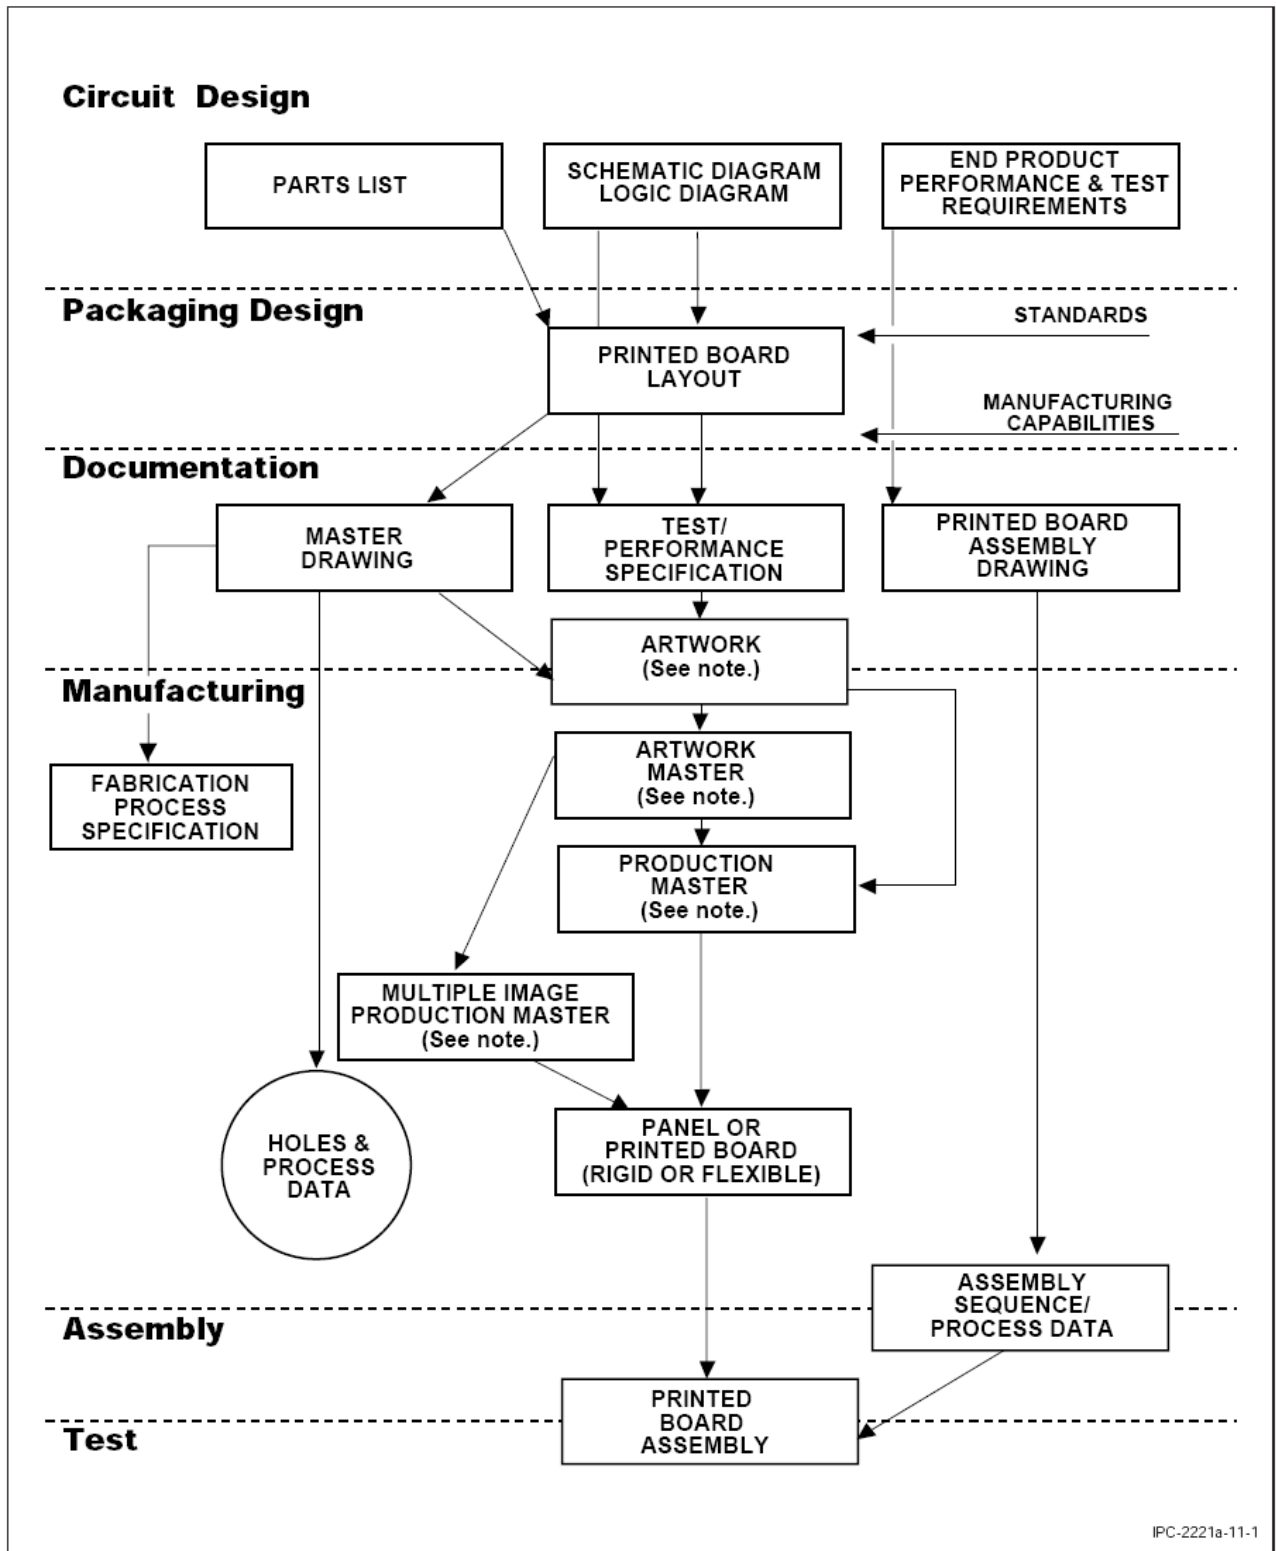 Circuit Design
PARTS LIST
SCHEMATIC DIAGRAM
LOGIC DIAGRAM
END PRODUCT
PERFORMANCE & TEST
REQUIREMENTS
Packaging Design
STANDARDS
PRINTED BOARD
LAYOUT
MANUFACTURING
CAPABILITIES
Documentation
MASTER
DRAWING
TEST/
PERFORMANCE
SPECIFICATION
PRINTED BOARD
ASSEMBLY
DRAWING
ARTWORK
(See note.)
Manufacturing
ARTWORK
MASTER
(See note.)
FABRICATION
PROCESS
SPECIFICATION
PRODUCTION
MASTER
(See note.)
MULTIPLE IMAGE
PRODUCTION MASTER
(See note.)
HOLES &
PROCESS
DATA
PANEL OR
PRINTED BOARD
(RIGID OR FLEXIBLE)
ASSEMBLY
SEQUENCE/
PROCESS DATA
Assembly
PRINTED
BOARD
ASSEMBLY
Test
IPC-2221a-11-1